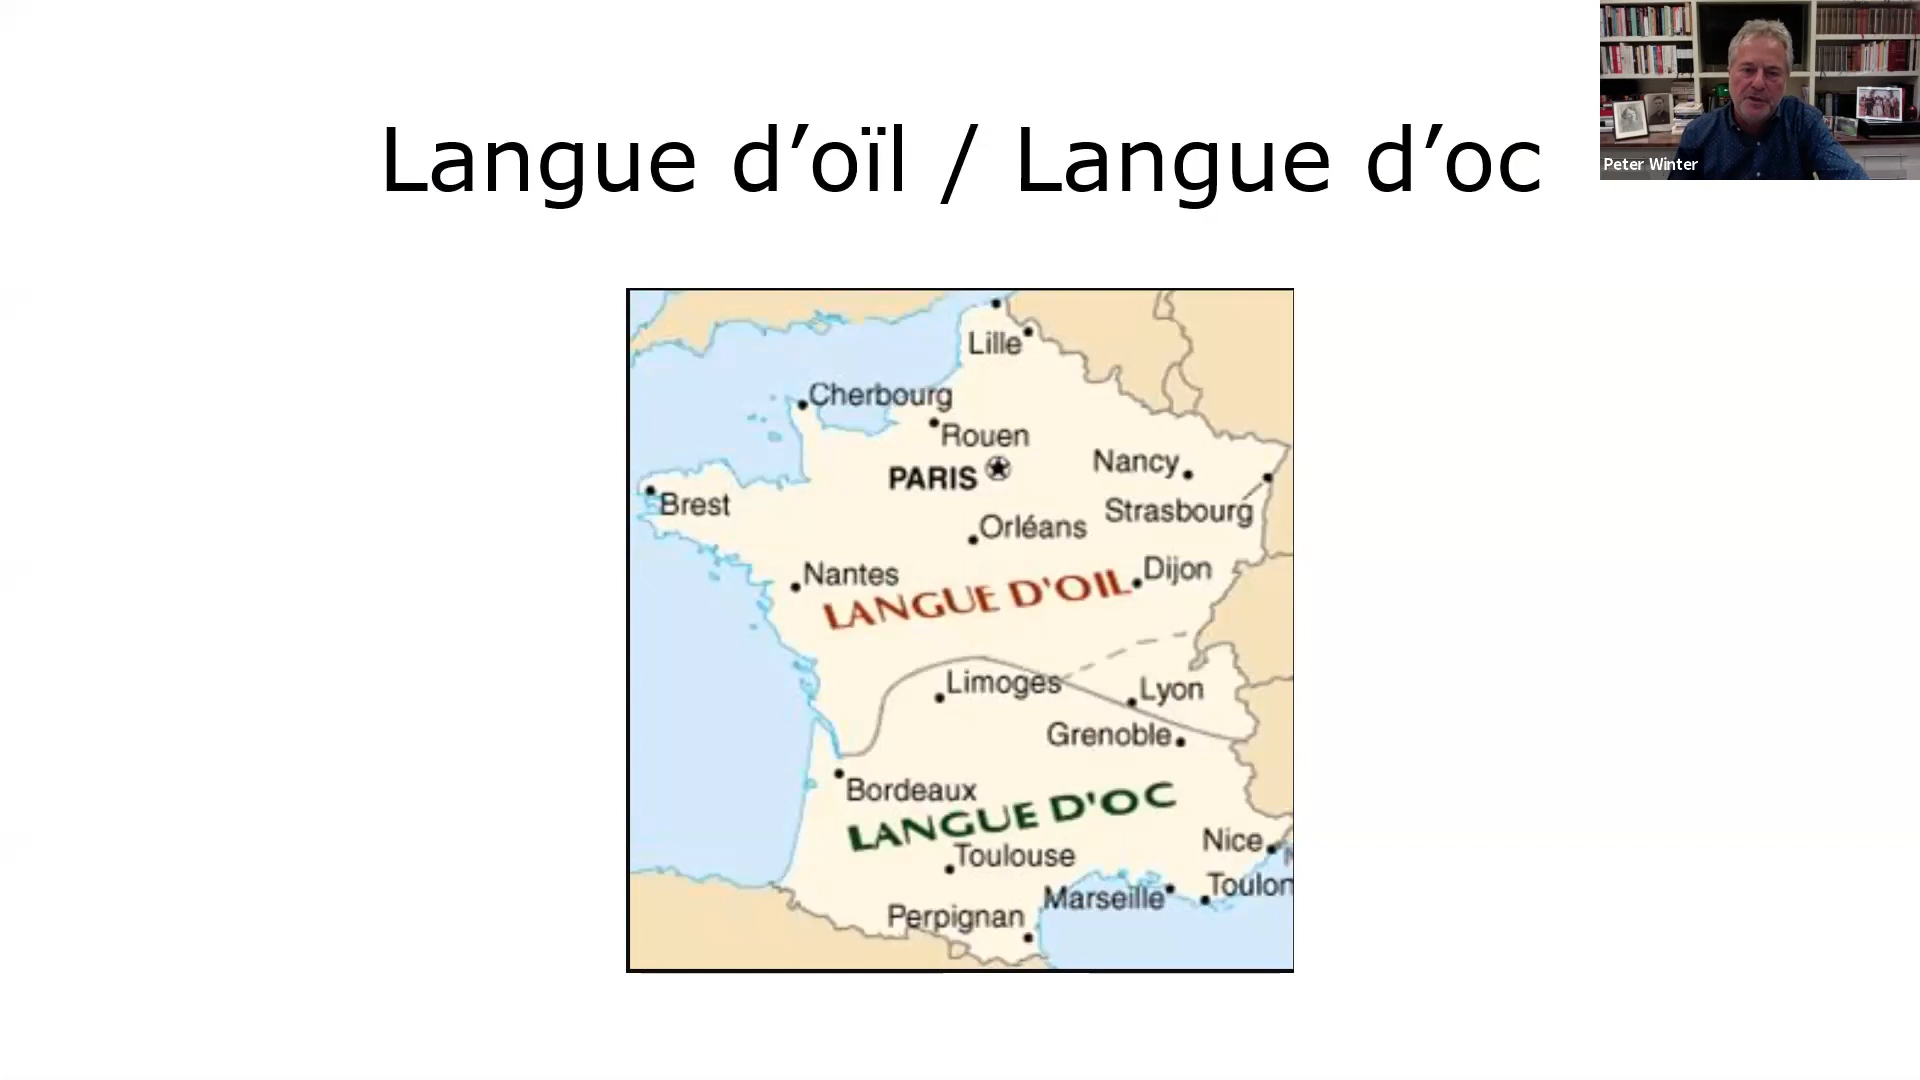 Langue d’oïl / Langue d’oc
Peter Winter
Lille
Cherbourg
Rouen
PARIS
Nancy
Brest
Strasbourg
Orléans
Nantes
Dijon
LANGUE D'OIL
Limoges
Lyon
Grenoble
Bordeaux
LANGUE D'OC
Nice
Toulouse
Toulon
Marseille
Perpignan